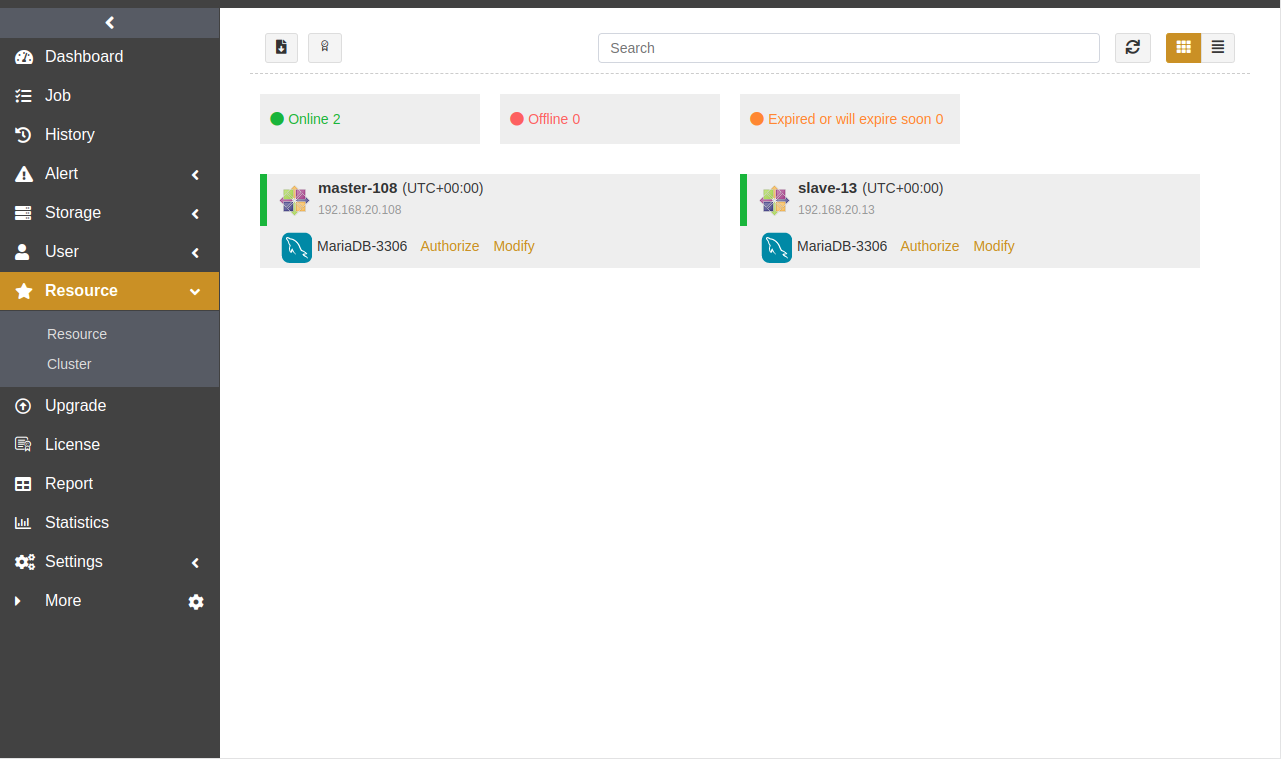 Dashboard
Job
History
Alert
Storage
User
Resource
Resource
Cluster
Upgrade
License
Report
Statistics
Settings
More
Search
Online 2
Offline 0
Expired or will expire soon 0
master-108 (UTC+00:00)
192.168.20.108
MariaDB-3306 Authorize Modify
slave-13 (UTC+00:00)
192.168.20.13
MariaDB-3306 Authorize Modify